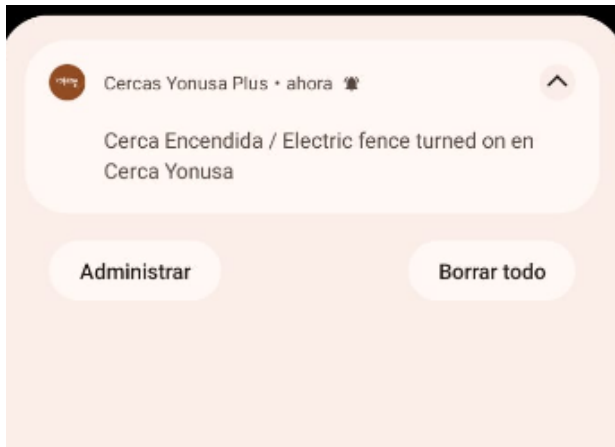 Cercas Yonusa Plus • ahora
Cerca Encendida / Electric fence turned on en
Cerca Yonusa
Administrar
Borrar todo